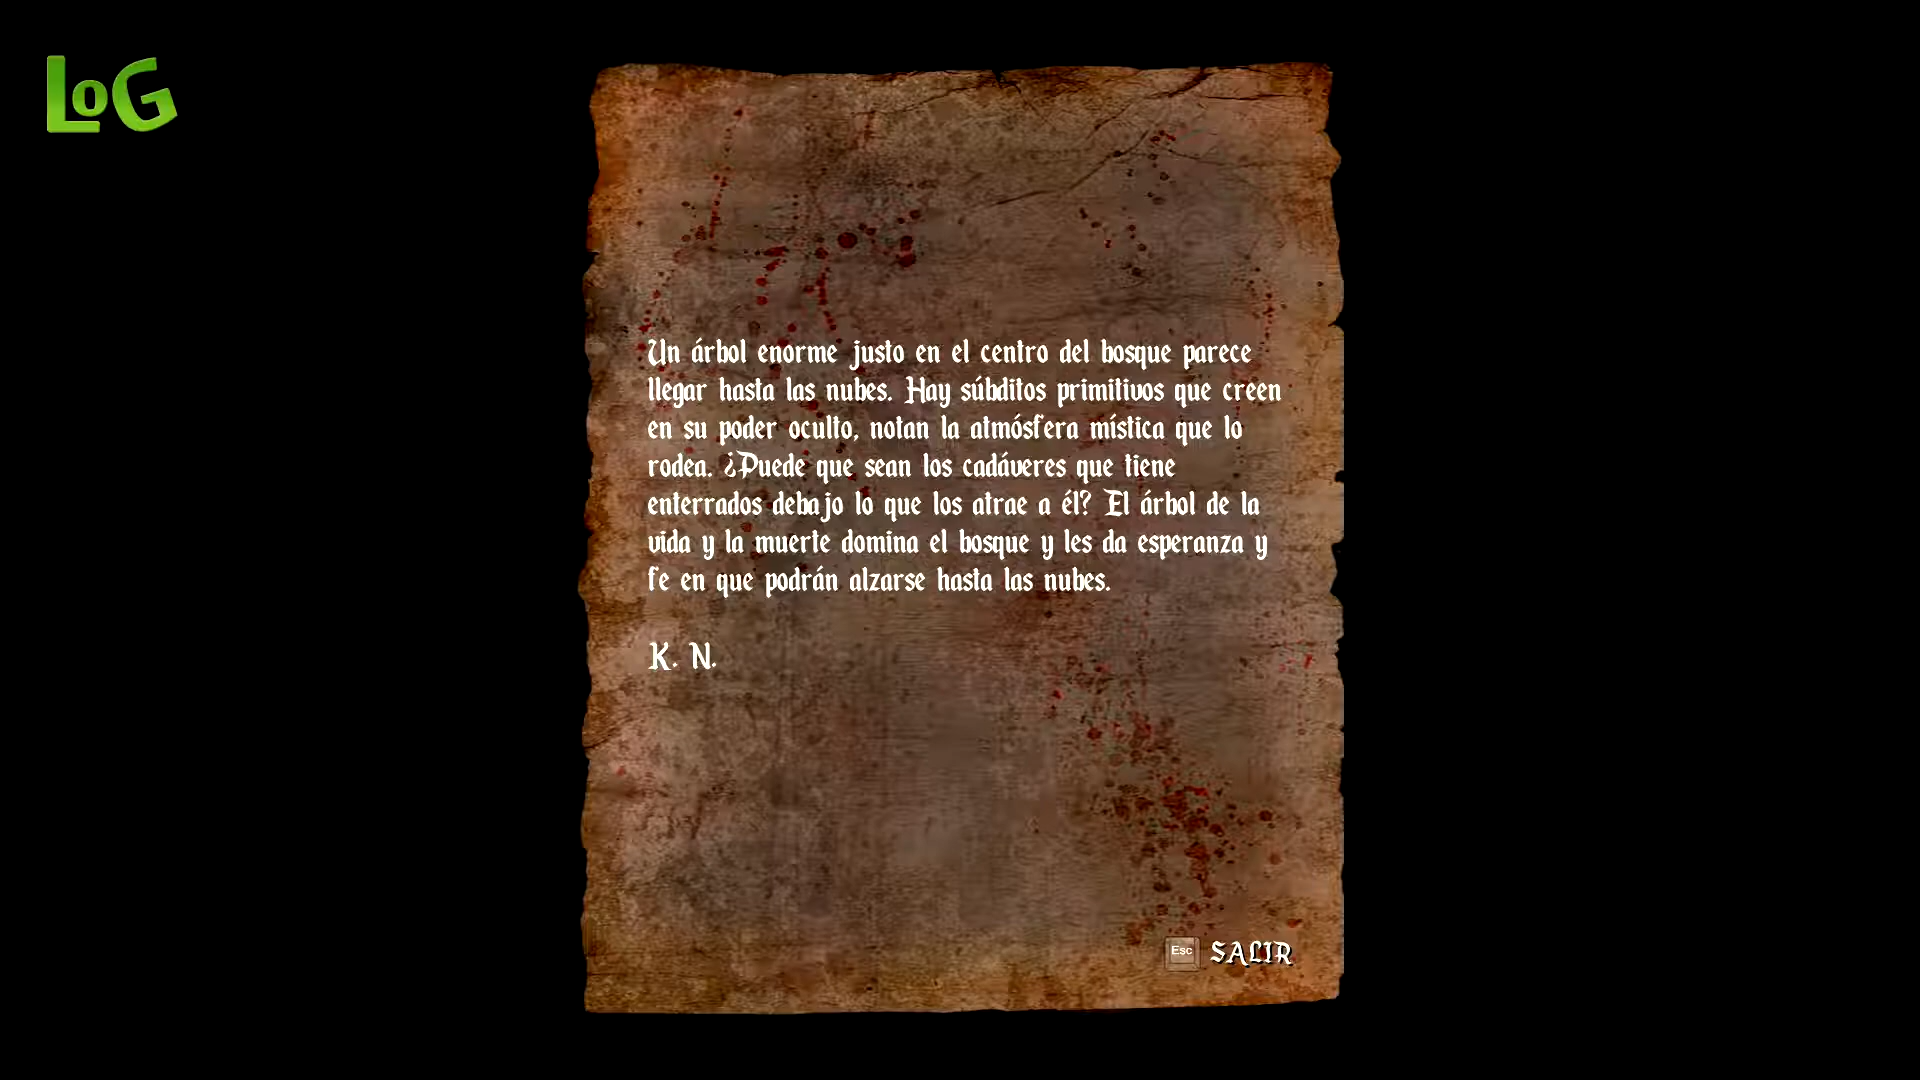 LoG
Un árbol enorme justo en el centro del bosque parece
llegar hasta las nubes. Hay súbditos primitivos que creen
en su poder oculto, notan la atmósfera mística que lo
rodea. ¿Puede que sean los cadáveres que tiene
enterrados debajo lo que los atrae a él? El árbol de la
vida y la muerte domina el bosque y les da esperanza y
fe en que podrán alzarse hasta las nubes.
K. N.
Esc SALIR